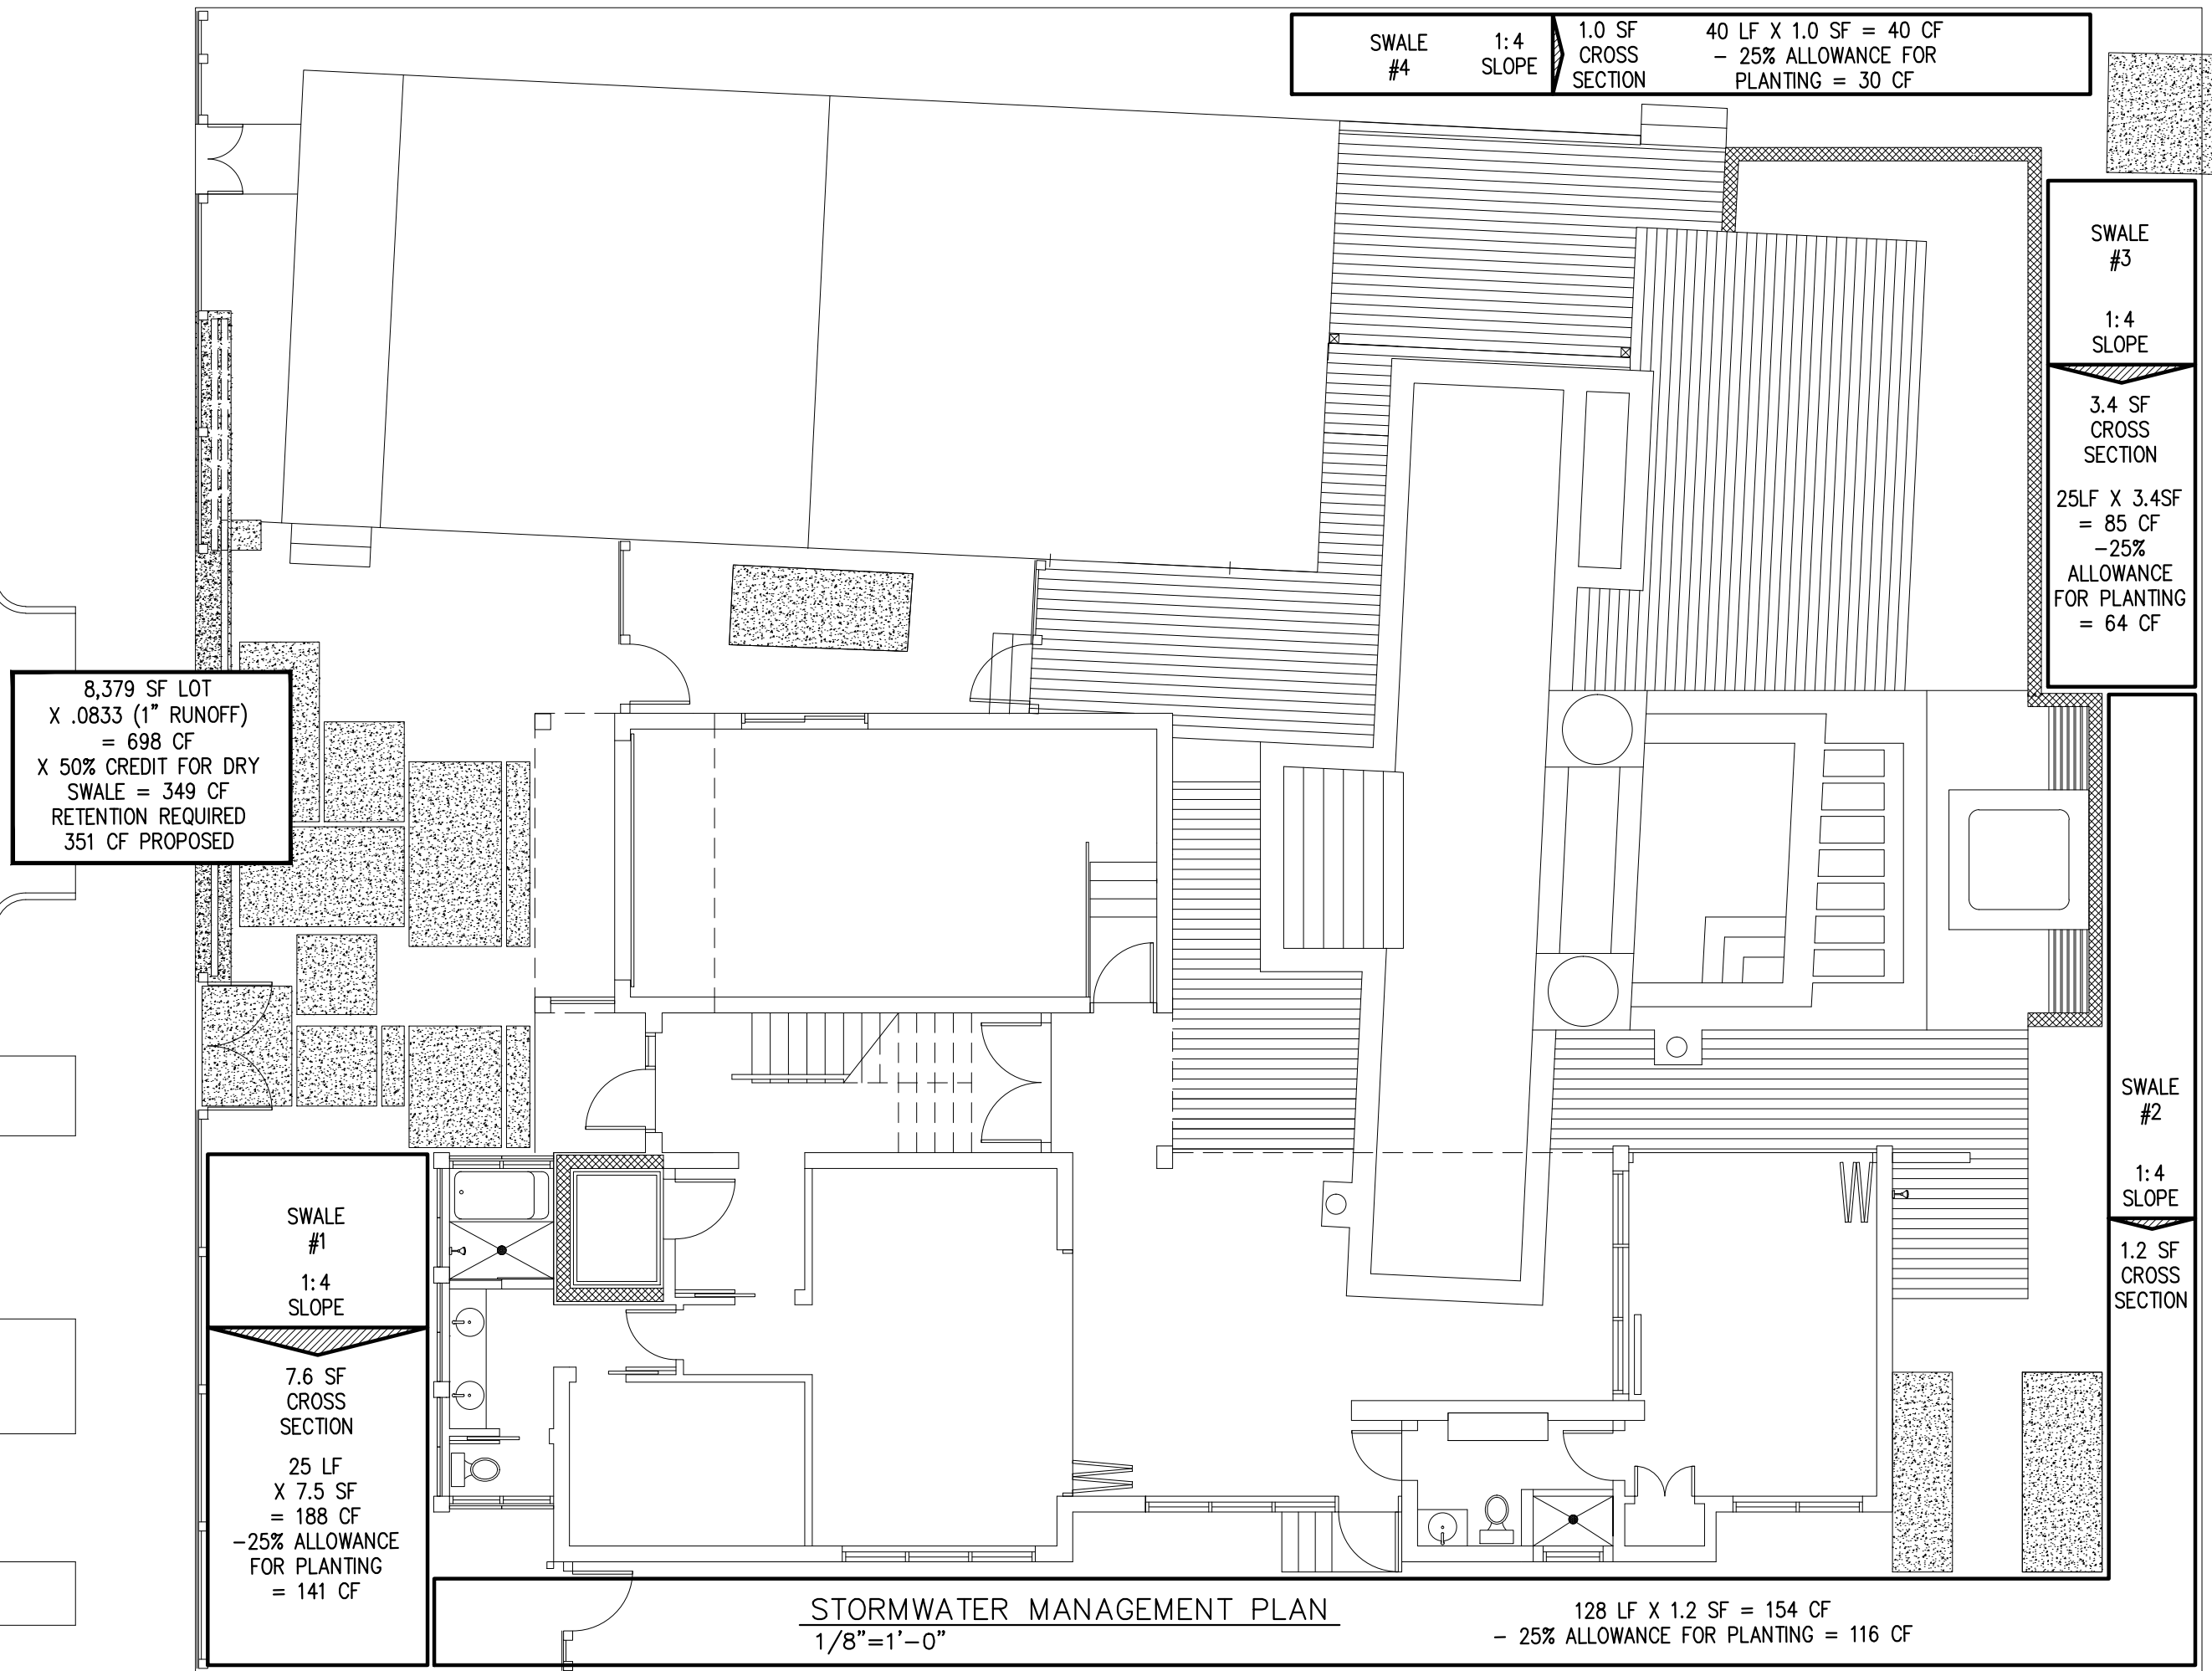 SWALE
#4
1:4
SLOPE
1.0 SF
CROSS
SECTION
40 LF X 1.0 SF = 40 CF
- 25% ALLOWANCE FOR
PLANTING = 30 CF
SWALE
#3
1:4
SLOPE
3.4 SF
CROSS
SECTION
25LF X 3.4SF
= 85 CF
-25%
ALLOWANCE
FOR PLANTING
= 64 CF
8,379 SF LOT
X .0833 (1" RUNOFF)
= 698 CF
X 50% CREDIT FOR DRY
SWALE = 349 CF
RETENTION REQUIRED
351 CF PROPOSED
SWALE
#2
1:4
SLOPE
1.2 SF
CROSS
SECTION
SWALE
#1
1:4
SLOPE
7.6 SF
CROSS
SECTION
25 LF
X 7.5 SF
= 188 CF
-25% ALLOWANCE
FOR PLANTING
= 141 CF
STORMWATER MANAGEMENT PLAN
1/8"=1'-0"
128 LF X 1.2 SF = 154 CF
- 25% ALLOWANCE FOR PLANTING = 116 CF